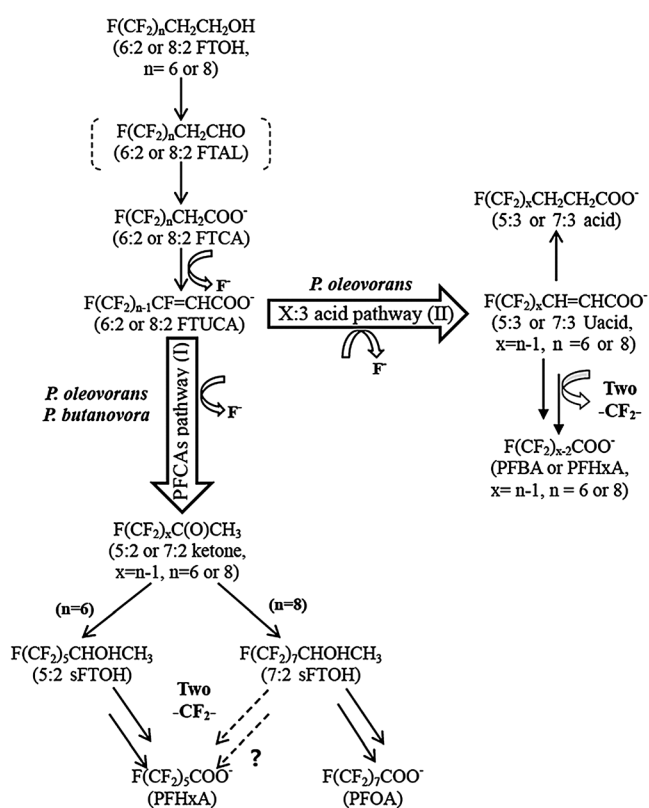 F(CF₂)ₙCH₂CH₂OH
(6:2 or 8:2 FTOH,
n= 6 or 8)
F(CF₂)ₙCH₂CHO
(6:2 or 8:2 FTAL)
F(CF₂)ₙCH₂COO⁻
(6:2 or 8:2 FTCA)
F⁻
F(CF₂)ₙ₋₁CF=CHCOO⁻
(6:2 or 8:2 FTUCA)
P. oleovorans
X:3 acid pathway (II)
F⁻
F(CF₂)ₓCH₂CH₂COO⁻
(5:3 or 7:3 acid)
F(CF₂)ₓCH=CHCOO⁻
(5:3 or 7:3 Uacid,
x=n-1, n =6 or 8)
Two
-CF₂-
F(CF₂)ₓ₋₂COO⁻
(PFBA or PFHxA,
x= n-1, n = 6 or 8)
P. oleovorans
P. butanovora
PFCAs pathway (I)
F⁻
F(CF₂)ₓC(O)CH₃
(5:2 or 7:2 ketone,
x=n-1, n=6 or 8)
(n=6)
(n=8)
F(CF₂)₅CHOHCH₃
(5:2 sFTOH)
F(CF₂)₇CHOHCH₃
(7:2 sFTOH)
Two
-CF₂-
?
F(CF₂)₅COO⁻
(PFHxA)
F(CF₂)₇COO⁻
(PFOA)